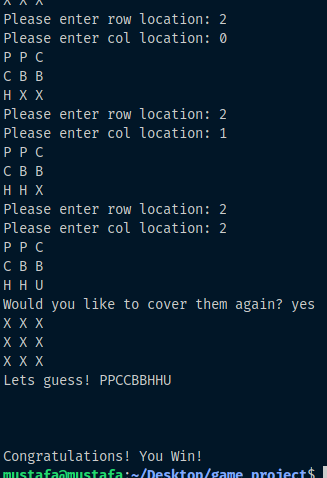 X X X
Please enter row location: 2
Please enter col location: 0
P P C
C B B
H X X
Please enter row location: 2
Please enter col location: 1
P P C
C B B
H H X
Please enter row location: 2
Please enter col location: 2
P P C
C B B
H H U
Would you like to cover them again? yes
X X X
X X X
X X X
Lets guess! PPCCBBHHU
Congratulations! You Win!
mustafa@mustafa:~/Desktop/game_project$